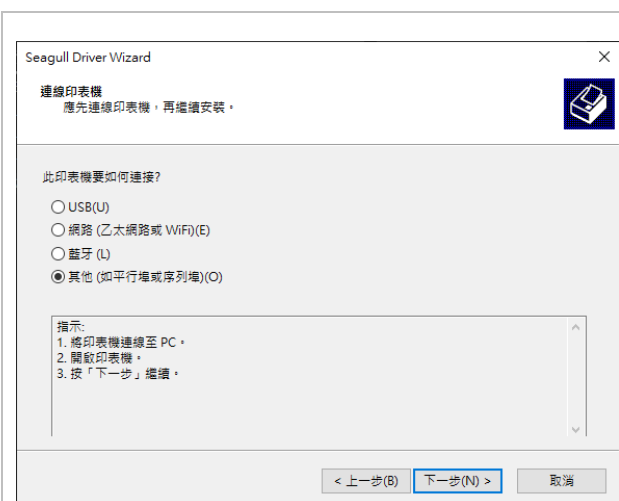 Seagull Driver Wizard
連線印表機
應先連線印表機，再繼續安裝。
此印表機要如何連接?
USB(U)
網路 (乙太網路或 WiFi)(E)
藍牙 (L)
其他 (如平行埠或序列埠)(O)
指示:
1. 將印表機連線至 PC。
2. 開啟印表機。
3. 按「下一步」繼續。
< 上一步(B) 下一步(N) > 取消